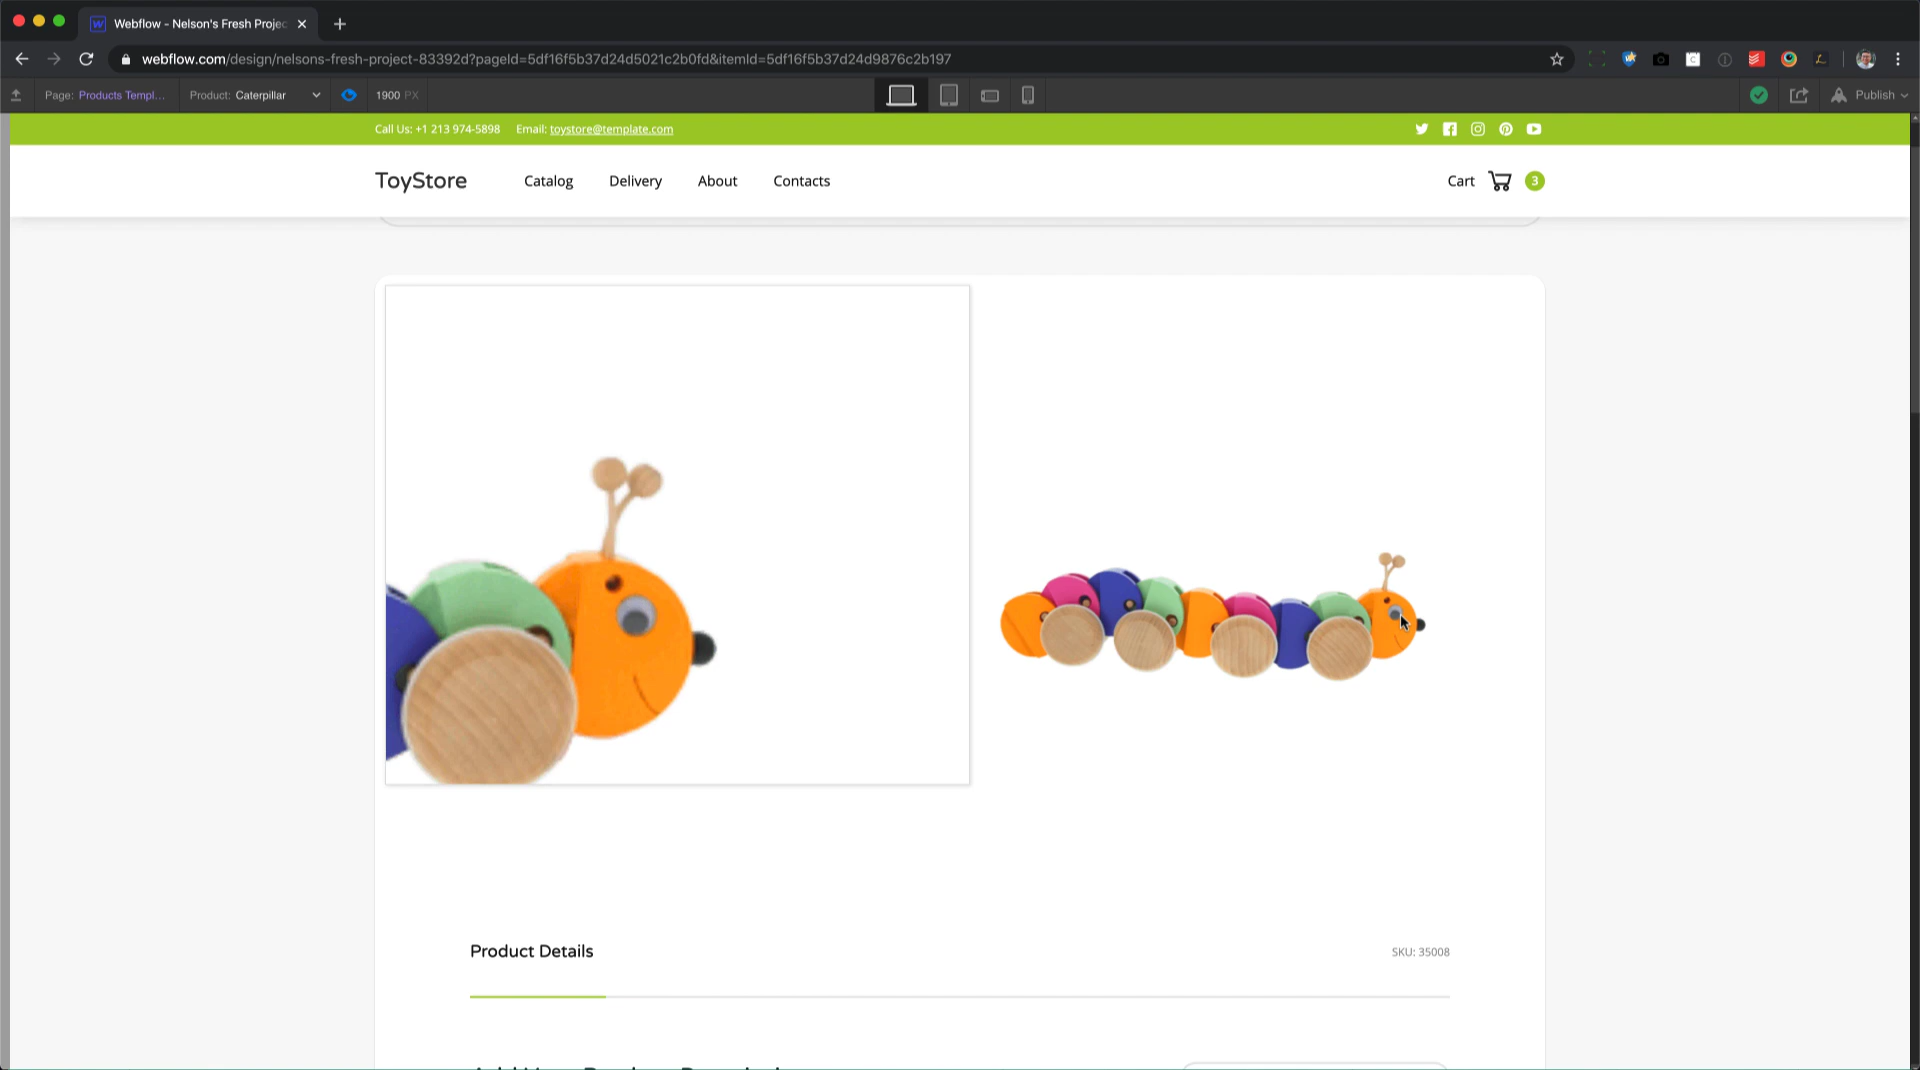 Webflow - Nelson's Fresh Projec
webflow.com/design/nelsons-fresh-project-83392d?pageId=5df16f5b37d24d5021c2b0fd&itemId=5df16f5b37d24d9876c2b197
Page: Products Templ... Product: Caterpillar 1900 PX Publish
Call Us: +1 213 974-5898 Email: toystore@template.com
ToyStore Catalog Delivery About Contacts Cart 3
Product Details SKU: 35008